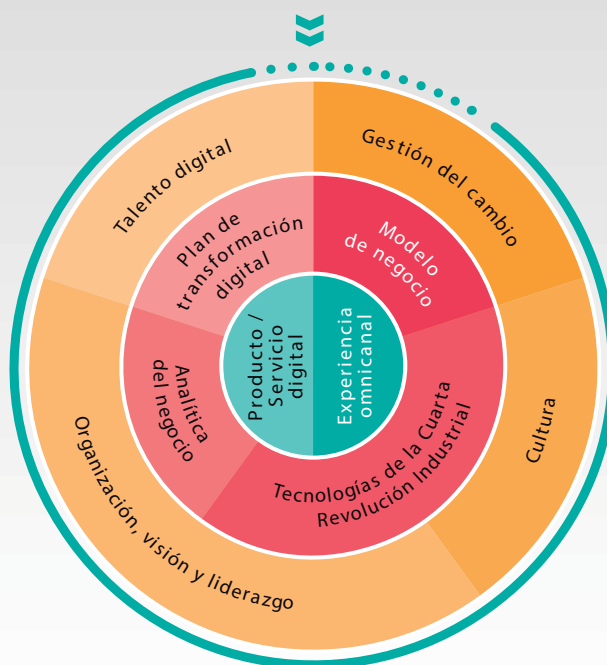 Talento digital
Gestión del cambio
Plan de
transformación
digital
Modelo
de negocio
Producto /
Servicio
digital
Experiencia
omnicanal
Analítica
del negocio
Tecnologías de la Cuarta
Revolución Industrial
Cultura
Organización, visión y liderazgo